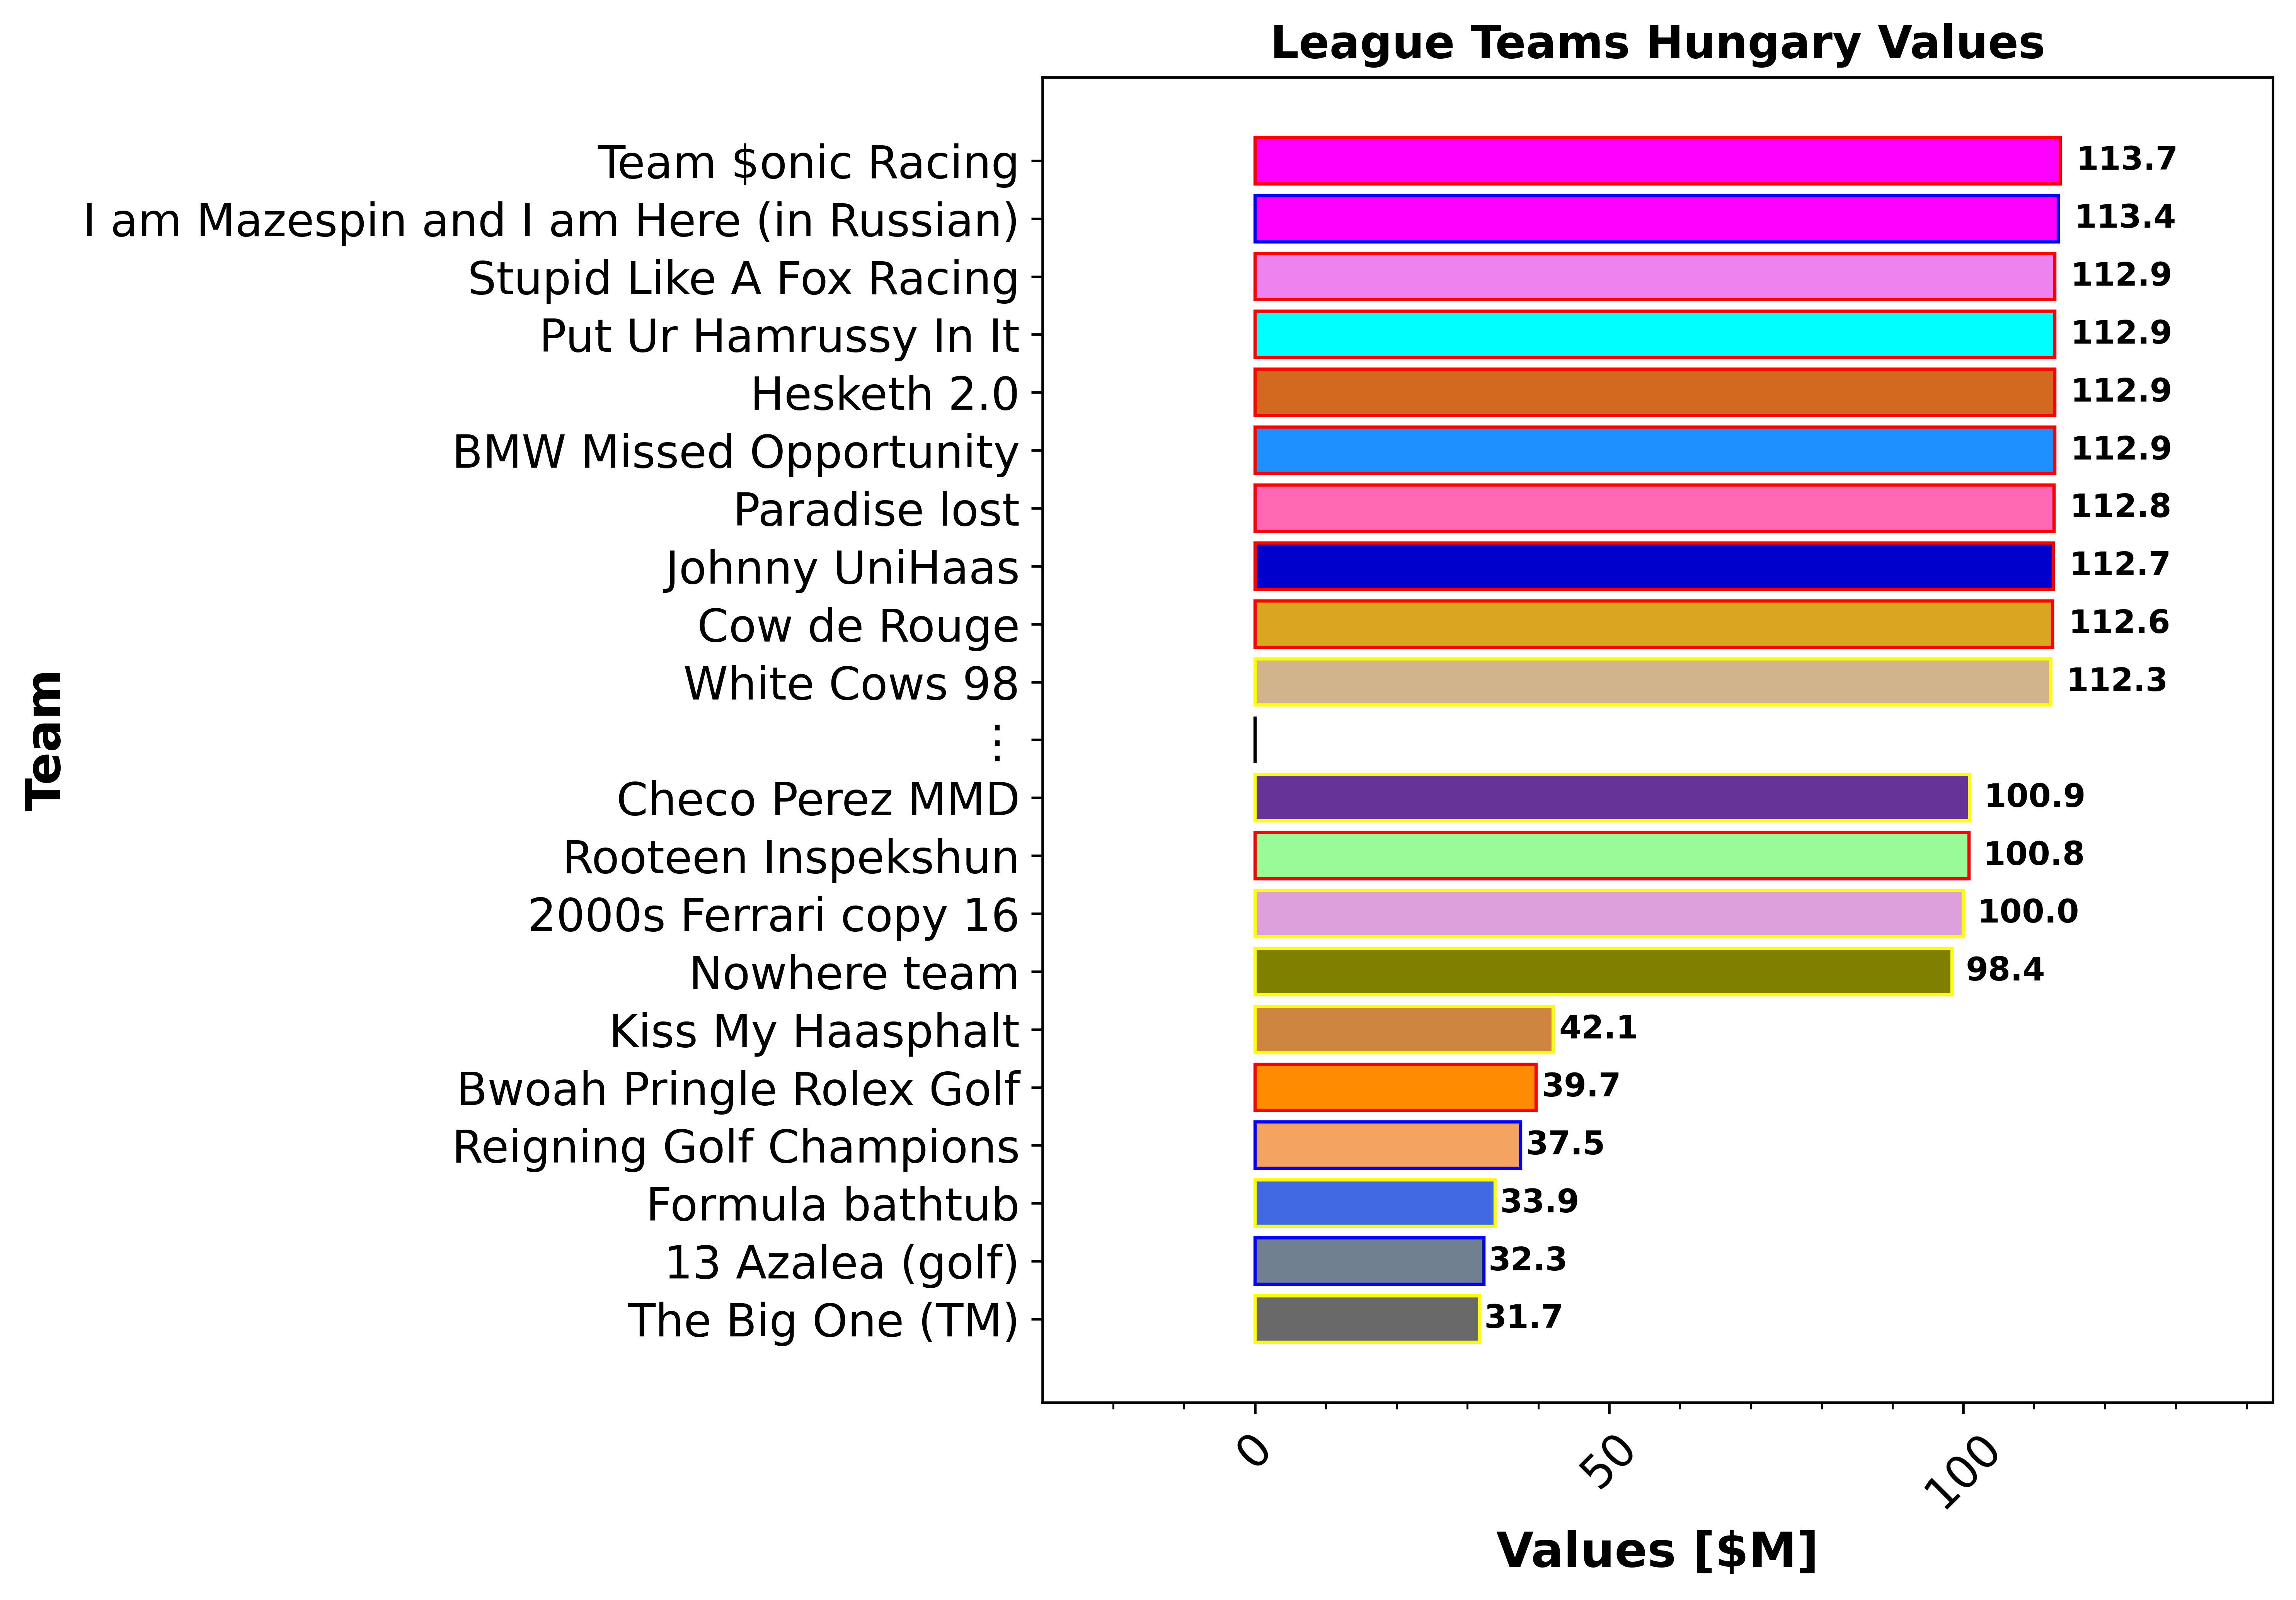 League Teams Hungary Values
Team $onic Racing 113.7
I am Mazespin and I am Here (in Russian) 113.4
Stupid Like A Fox Racing 112.9
Put Ur Hamrussy In It 112.9
Hesketh 2.0 112.9
BMW Missed Opportunity 112.9
Paradise lost 112.8
Johnny UniHaas 112.7
Cow de Rouge 112.6
White Cows 98 112.3
⋮
Checo Perez MMD 100.9
Rooteen Inspekshun 100.8
2000s Ferrari copy 16 100.0
Nowhere team 98.4
Kiss My Haasphalt 42.1
Bwoah Pringle Rolex Golf 39.7
Reigning Golf Champions 37.5
Formula bathtub 33.9
13 Azalea (golf) 32.3
The Big One (TM) 31.7
Team
0 50 100
Values [$M]